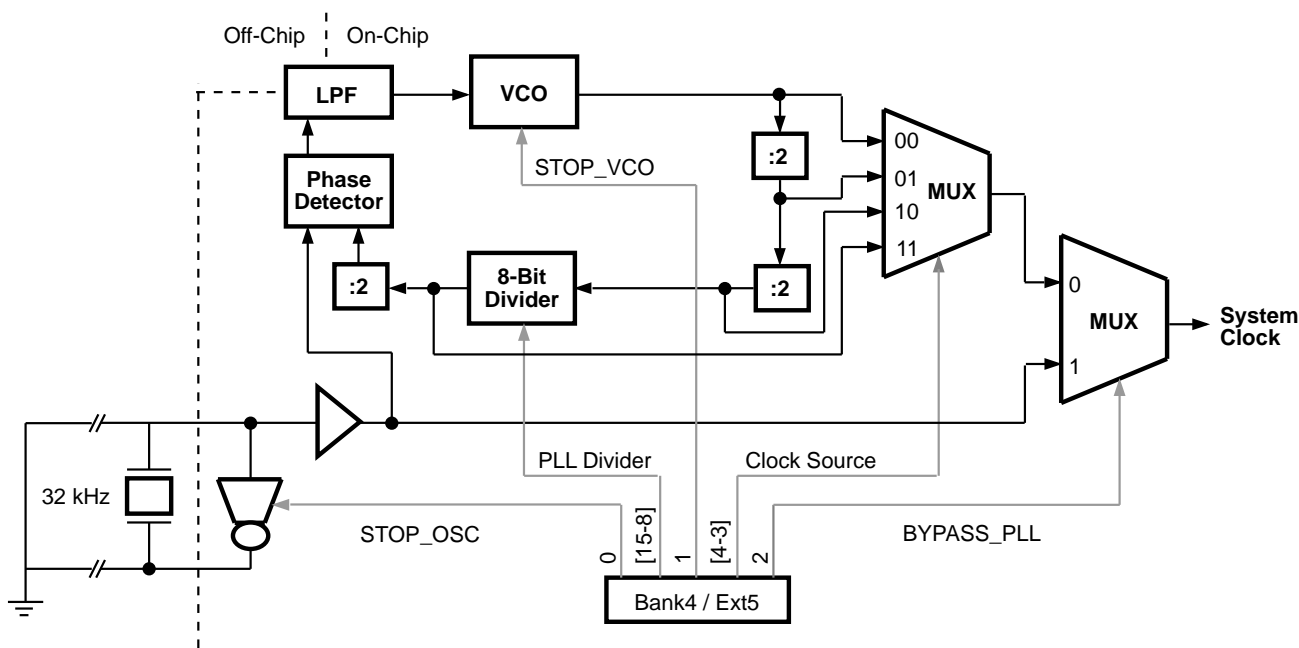 Off-Chip
On-Chip
LPF
VCO
:2
00
01
10
11
MUX
STOP_VCO
Phase
Detector
:2
8-Bit
Divider
:2
0
MUX
1
System
Clock
PLL Divider
Clock Source
32 kHz
STOP_OSC
BYPASS_PLL
0
[15-8]
1
[4-3]
2
Bank4 / Ext5